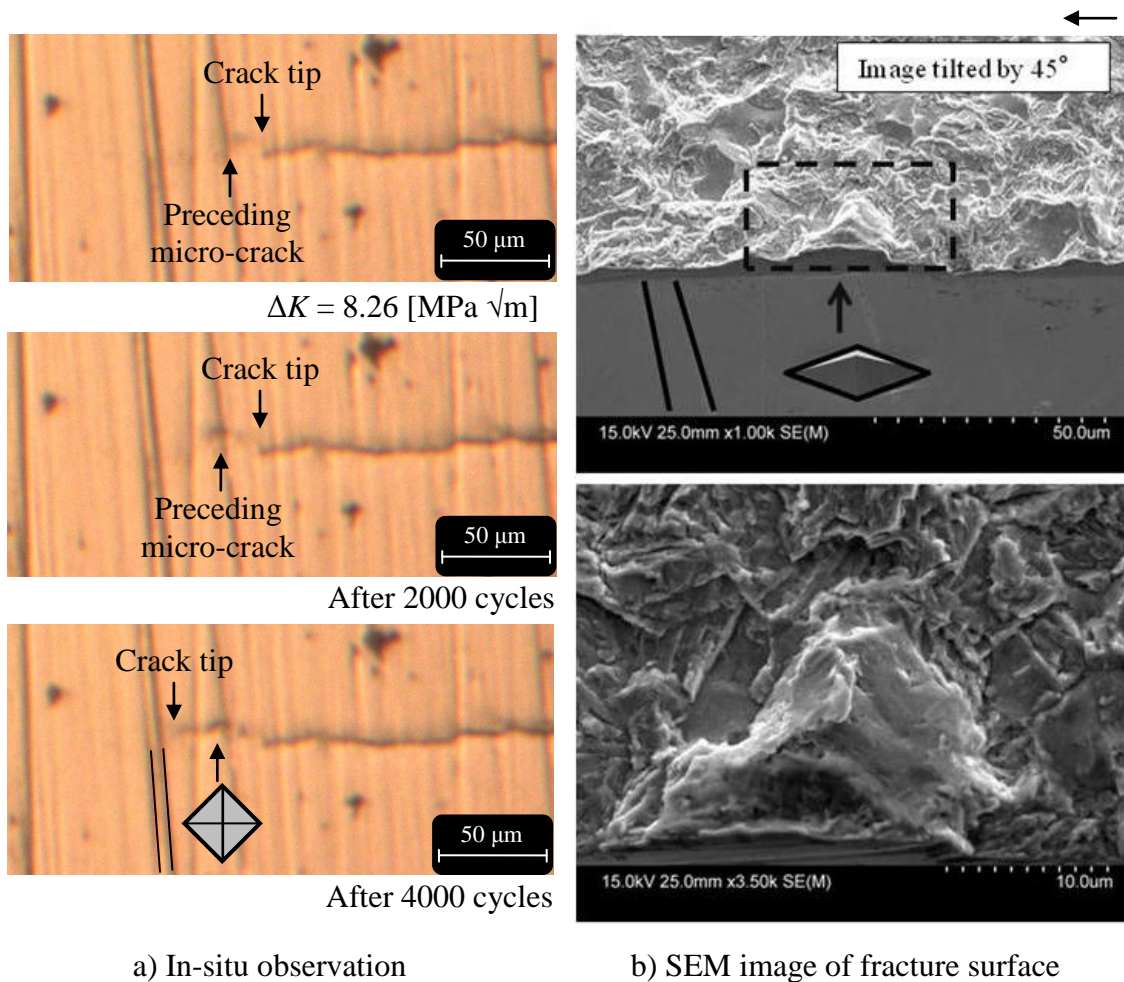 Crack tip
Preceding
micro-crack
50 μm
ΔK = 8.26 [MPa √m]
Crack tip
Preceding
micro-crack
50 μm
After 2000 cycles
Crack tip
50 μm
After 4000 cycles
a) In-situ observation
Image tilted by 45°
15.0kV 25.0mm x1.00k SE(M)
50.0um
15.0kV 25.0mm x3.50k SE(M)
10.0um
b) SEM image of fracture surface